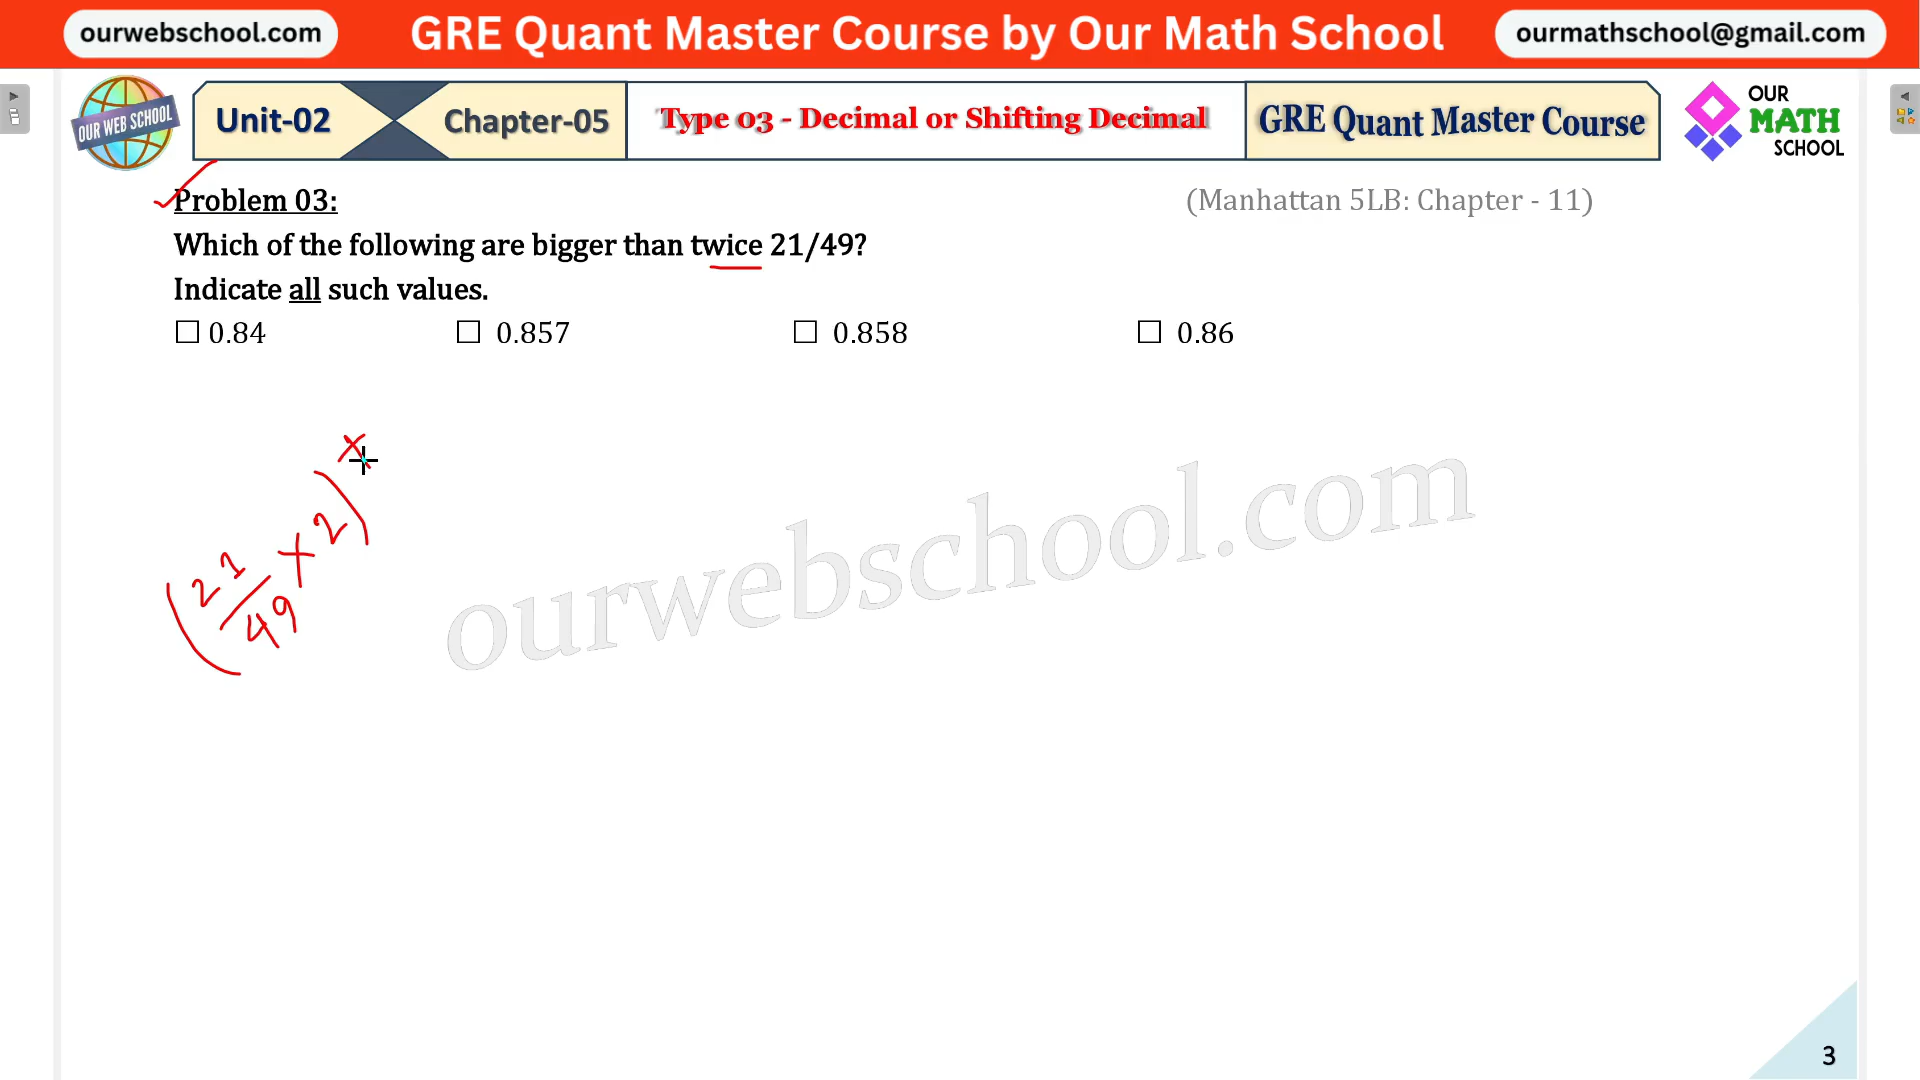 ourwebschool.com
GRE Quant Master Course by Our Math School
ourmathschool@gmail.com
OUR WEB SCHOOL
Unit-02
Chapter-05
Type 03 - Decimal or Shifting Decimal
GRE Quant Master Course
OUR
MATH
SCHOOL
Problem 03:
(Manhattan 5LB: Chapter - 11)
Which of the following are bigger than twice 21/49?
Indicate all such values.
☐ 0.84 ☐ 0.857 ☐ 0.858 ☐ 0.86
(21/49 × 2) ×
ourwebschool.com
3